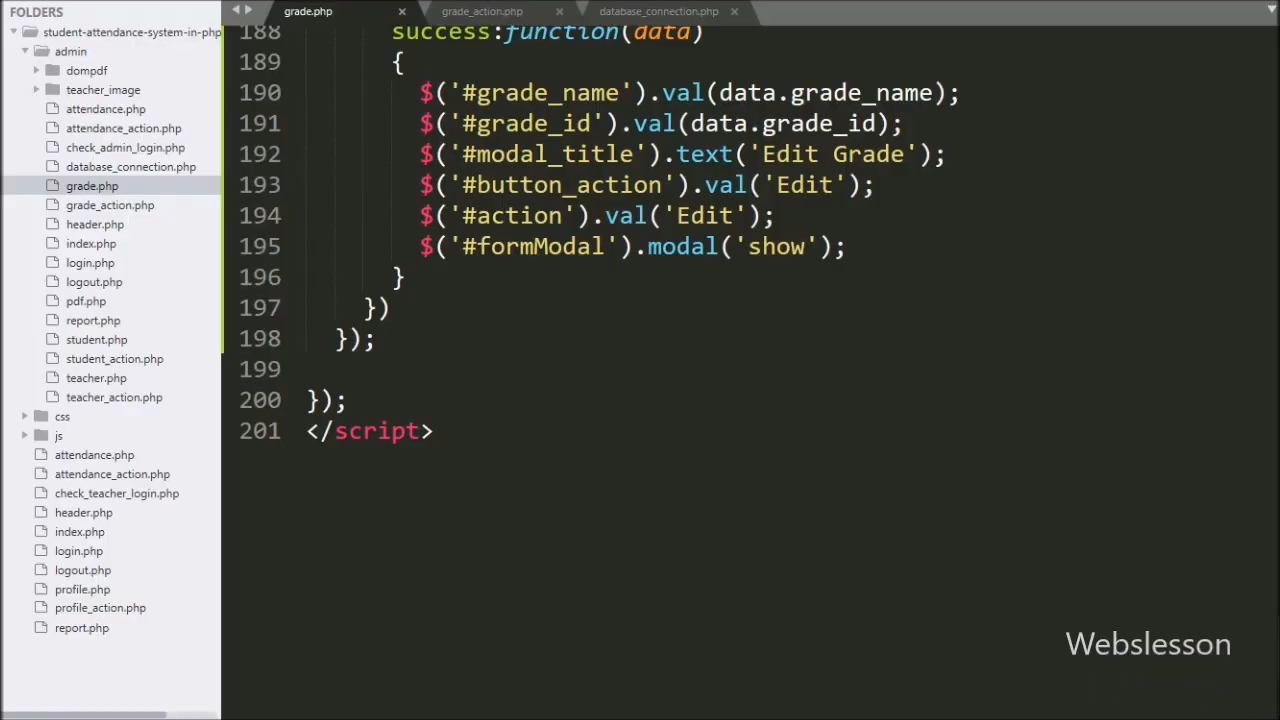 FOLDERS
student-attendance-system-in-php
admin
dompdf
teacher_image
attendance.php
attendance_action.php
check_admin_login.php
database_connection.php
grade.php
grade_action.php
header.php
index.php
login.php
logout.php
pdf.php
report.php
student.php
student_action.php
teacher.php
teacher_action.php
css
js
attendance.php
attendance_action.php
check_teacher_login.php
header.php
index.php
login.php
logout.php
profile.php
profile_action.php
report.php
grade.php × grade_action.php × database_connection.php ×
188 success:function(data)
189 {
190 $('#grade_name').val(data.grade_name);
191 $('#grade_id').val(data.grade_id);
192 $('#modal_title').text('Edit Grade');
193 $('#button_action').val('Edit');
194 $('#action').val('Edit');
195 $('#formModal').modal('show');
196 }
197 })
198 });
199
200 });
201 </script>
Webslesson